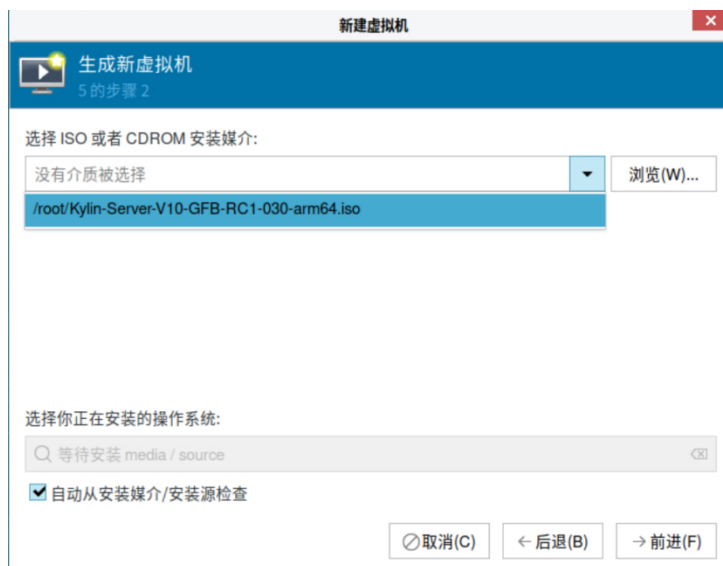 新建虚拟机
生成新虚拟机
5 的步骤 2
选择 ISO 或者 CDROM 安装媒介:
没有介质被选择
浏览(W)...
/root/Kylin-Server-V10-GFB-RC1-030-arm64.iso
选择你正在安装的操作系统:
等待安装 media / source
自动从安装媒介/安装源检查
取消(C) 后退(B) 前进(F)